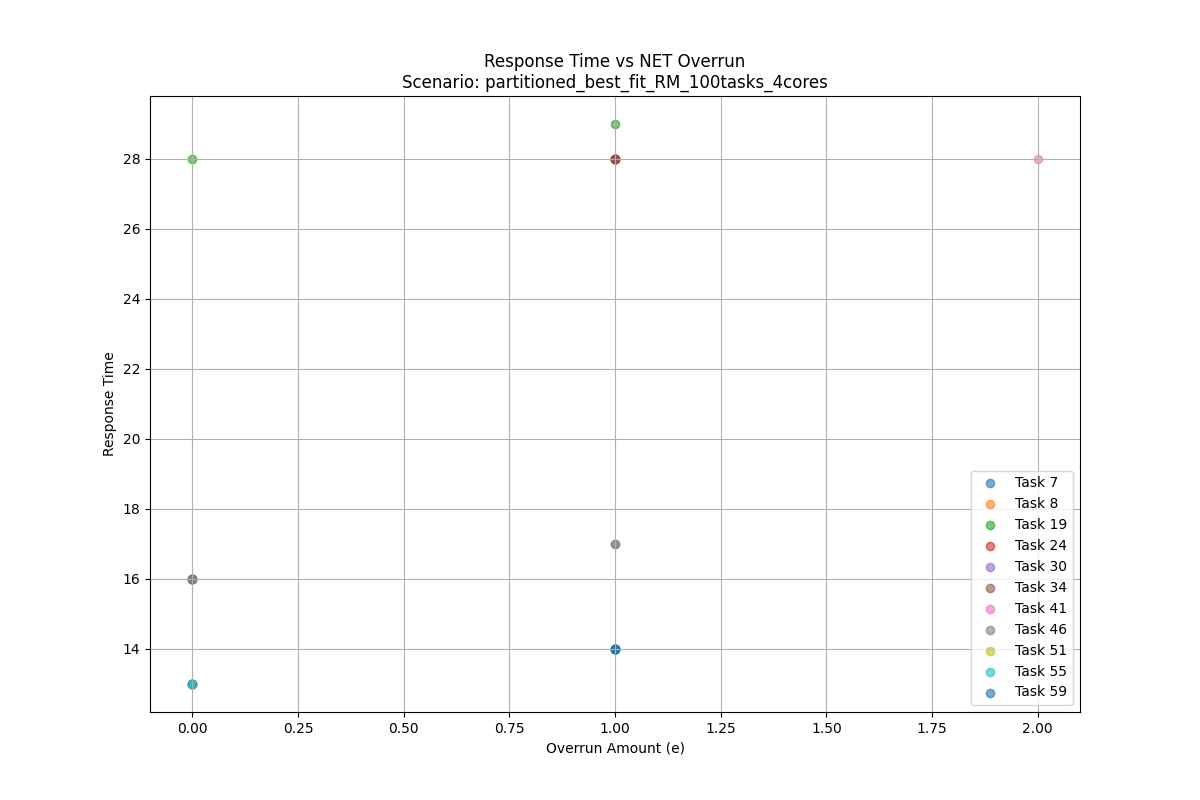 Response Time vs NET Overrun
Scenario: partitioned_best_fit_RM_100tasks_4cores
Response Time
28
26
24
22
20
18
16
14
Task 7
Task 8
Task 19
Task 24
Task 30
Task 34
Task 41
Task 46
Task 51
Task 55
Task 59
0.00 0.25 0.50 0.75 1.00 1.25 1.50 1.75 2.00
Overrun Amount (e)